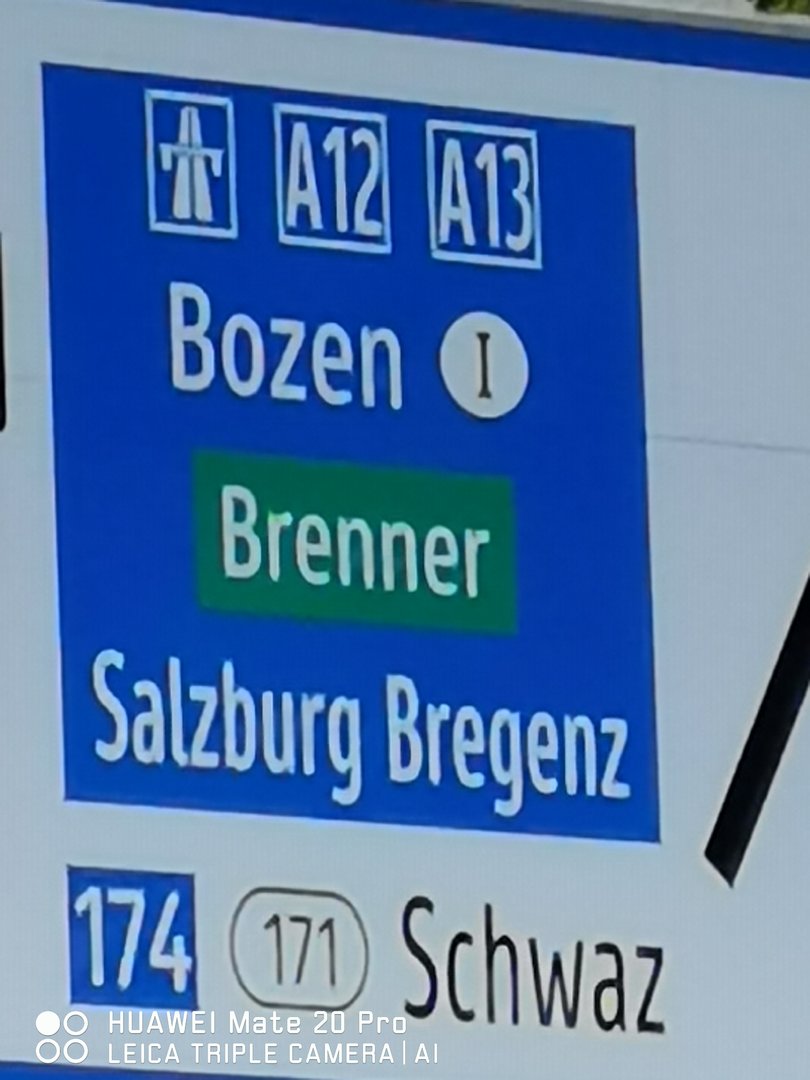 A12 A13
Bozen I
Brenner
Salzburg Bregenz
174 171 Schwaz
HUAWEI Mate 20 Pro
LEICA TRIPLE CAMERA | AI